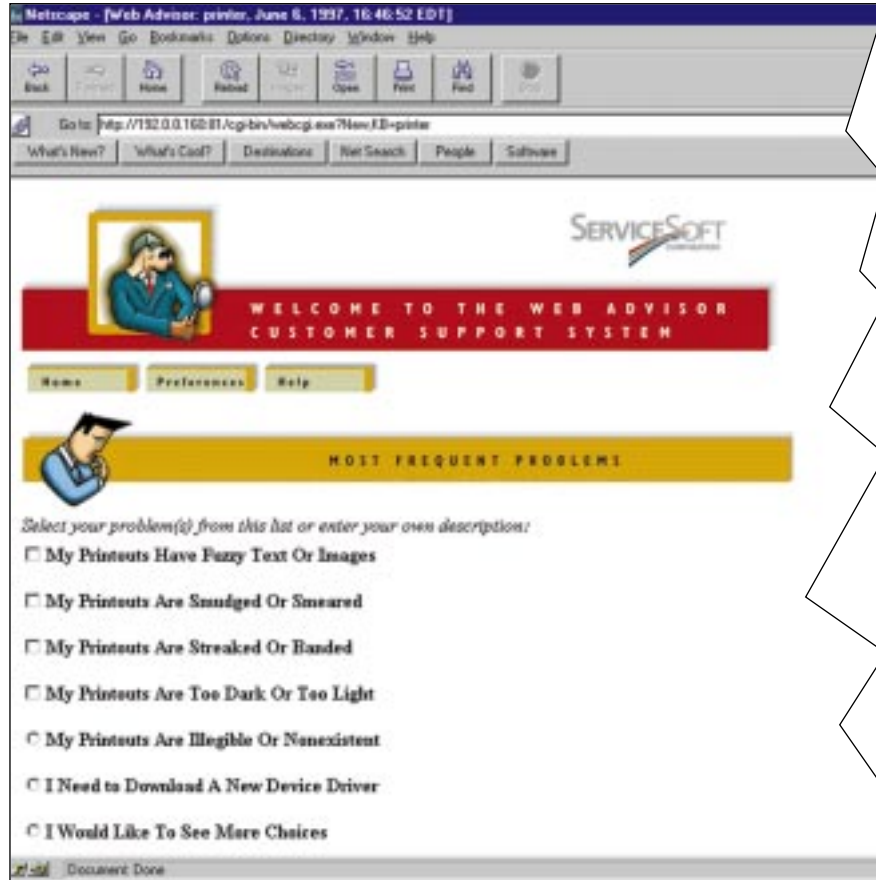 Netscape - [Web Advisor: printer, June 6, 1997, 16:46:52 EDT]
File Edit View Go Bookmarks Options Directory Window Help
Back Forward Home Reload Images Open Print Find Stop
Go to: http://192.0.0.160:81/cgi-bin/webcgi.exe?New,KB=printer
What's New? What's Cool? Destinations Net Search People Software
SERVICESOFT
CORPORATION
WELCOME TO THE WEB ADVISOR
CUSTOMER SUPPORT SYSTEM
Home Preferences Help
MOST FREQUENT PROBLEMS
Select your problem(s) from this list or enter your own description:
My Printouts Have Fuzzy Text Or Images
My Printouts Are Smudged Or Smeared
My Printouts Are Streaked Or Banded
My Printouts Are Too Dark Or Too Light
My Printouts Are Illegible Or Nonexistent
I Need to Download A New Device Driver
I Would Like To See More Choices
Document: Done